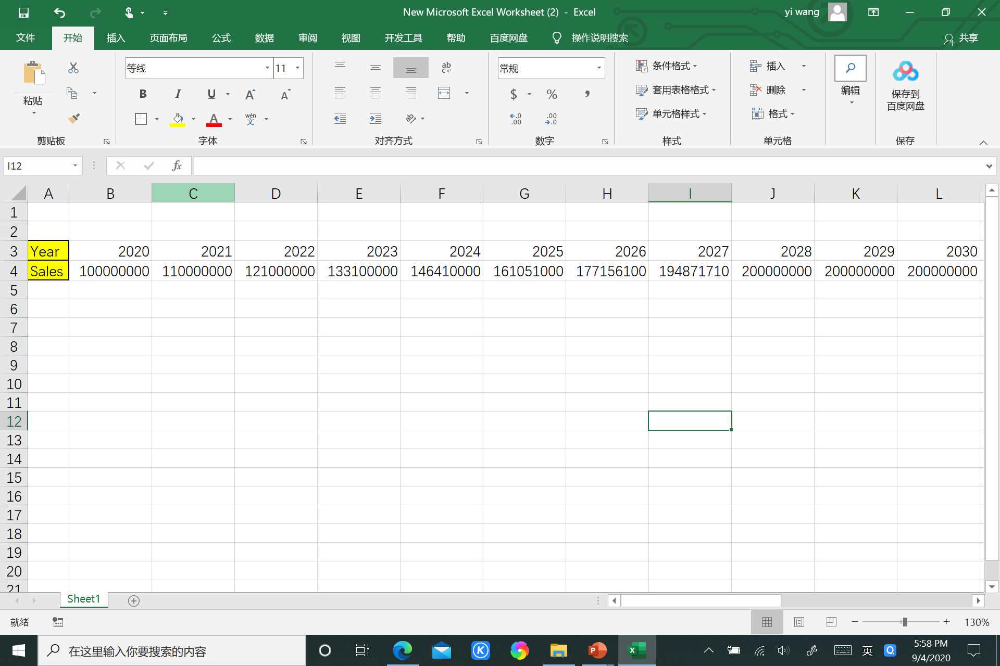 New Microsoft Excel Worksheet (2) - Excel
yi wang
文件 开始 插入 页面布局 公式 数据 审阅 视图 开发工具 帮助 百度网盘 操作说明搜索 共享
粘贴
剪贴板
等线 11
B I U A A
A wén 文
字体
ab c
对齐方式
常规
$ % ,
.0 .00 .00 .0
数字
条件格式
套用表格格式
单元格样式
样式
插入
删除
格式
单元格
编辑
保存到
百度网盘
保存
I12 fx
A B C D E F G H I J K L
1
2
3 Year 2020 2021 2022 2023 2024 2025 2026 2027 2028 2029 2030
4 Sales 100000000 110000000 121000000 133100000 146410000 161051000 177156100 194871710 200000000 200000000 200000000
5
6
7
8
9
10
11
12
13
14
15
16
17
18
19
20
21
Sheet1
就绪 130%
在这里输入你要搜索的内容
英
5:58 PM
9/4/2020